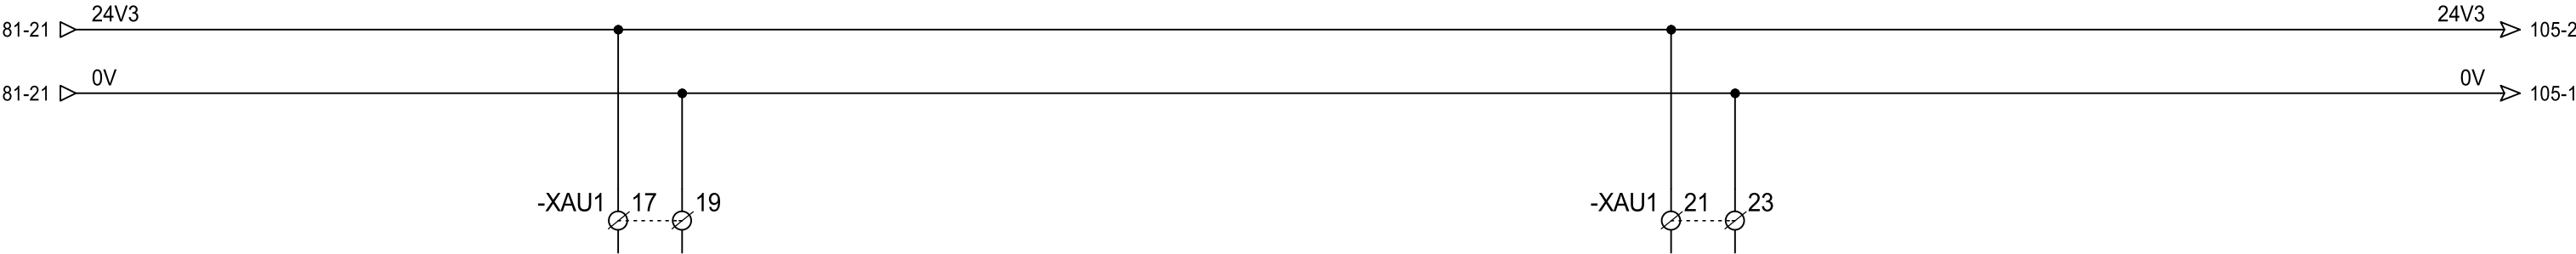 24V3 24V3
81-21 105-2
0V 0V
81-21 105-1
-XAU1 17 19 -XAU1 21 23